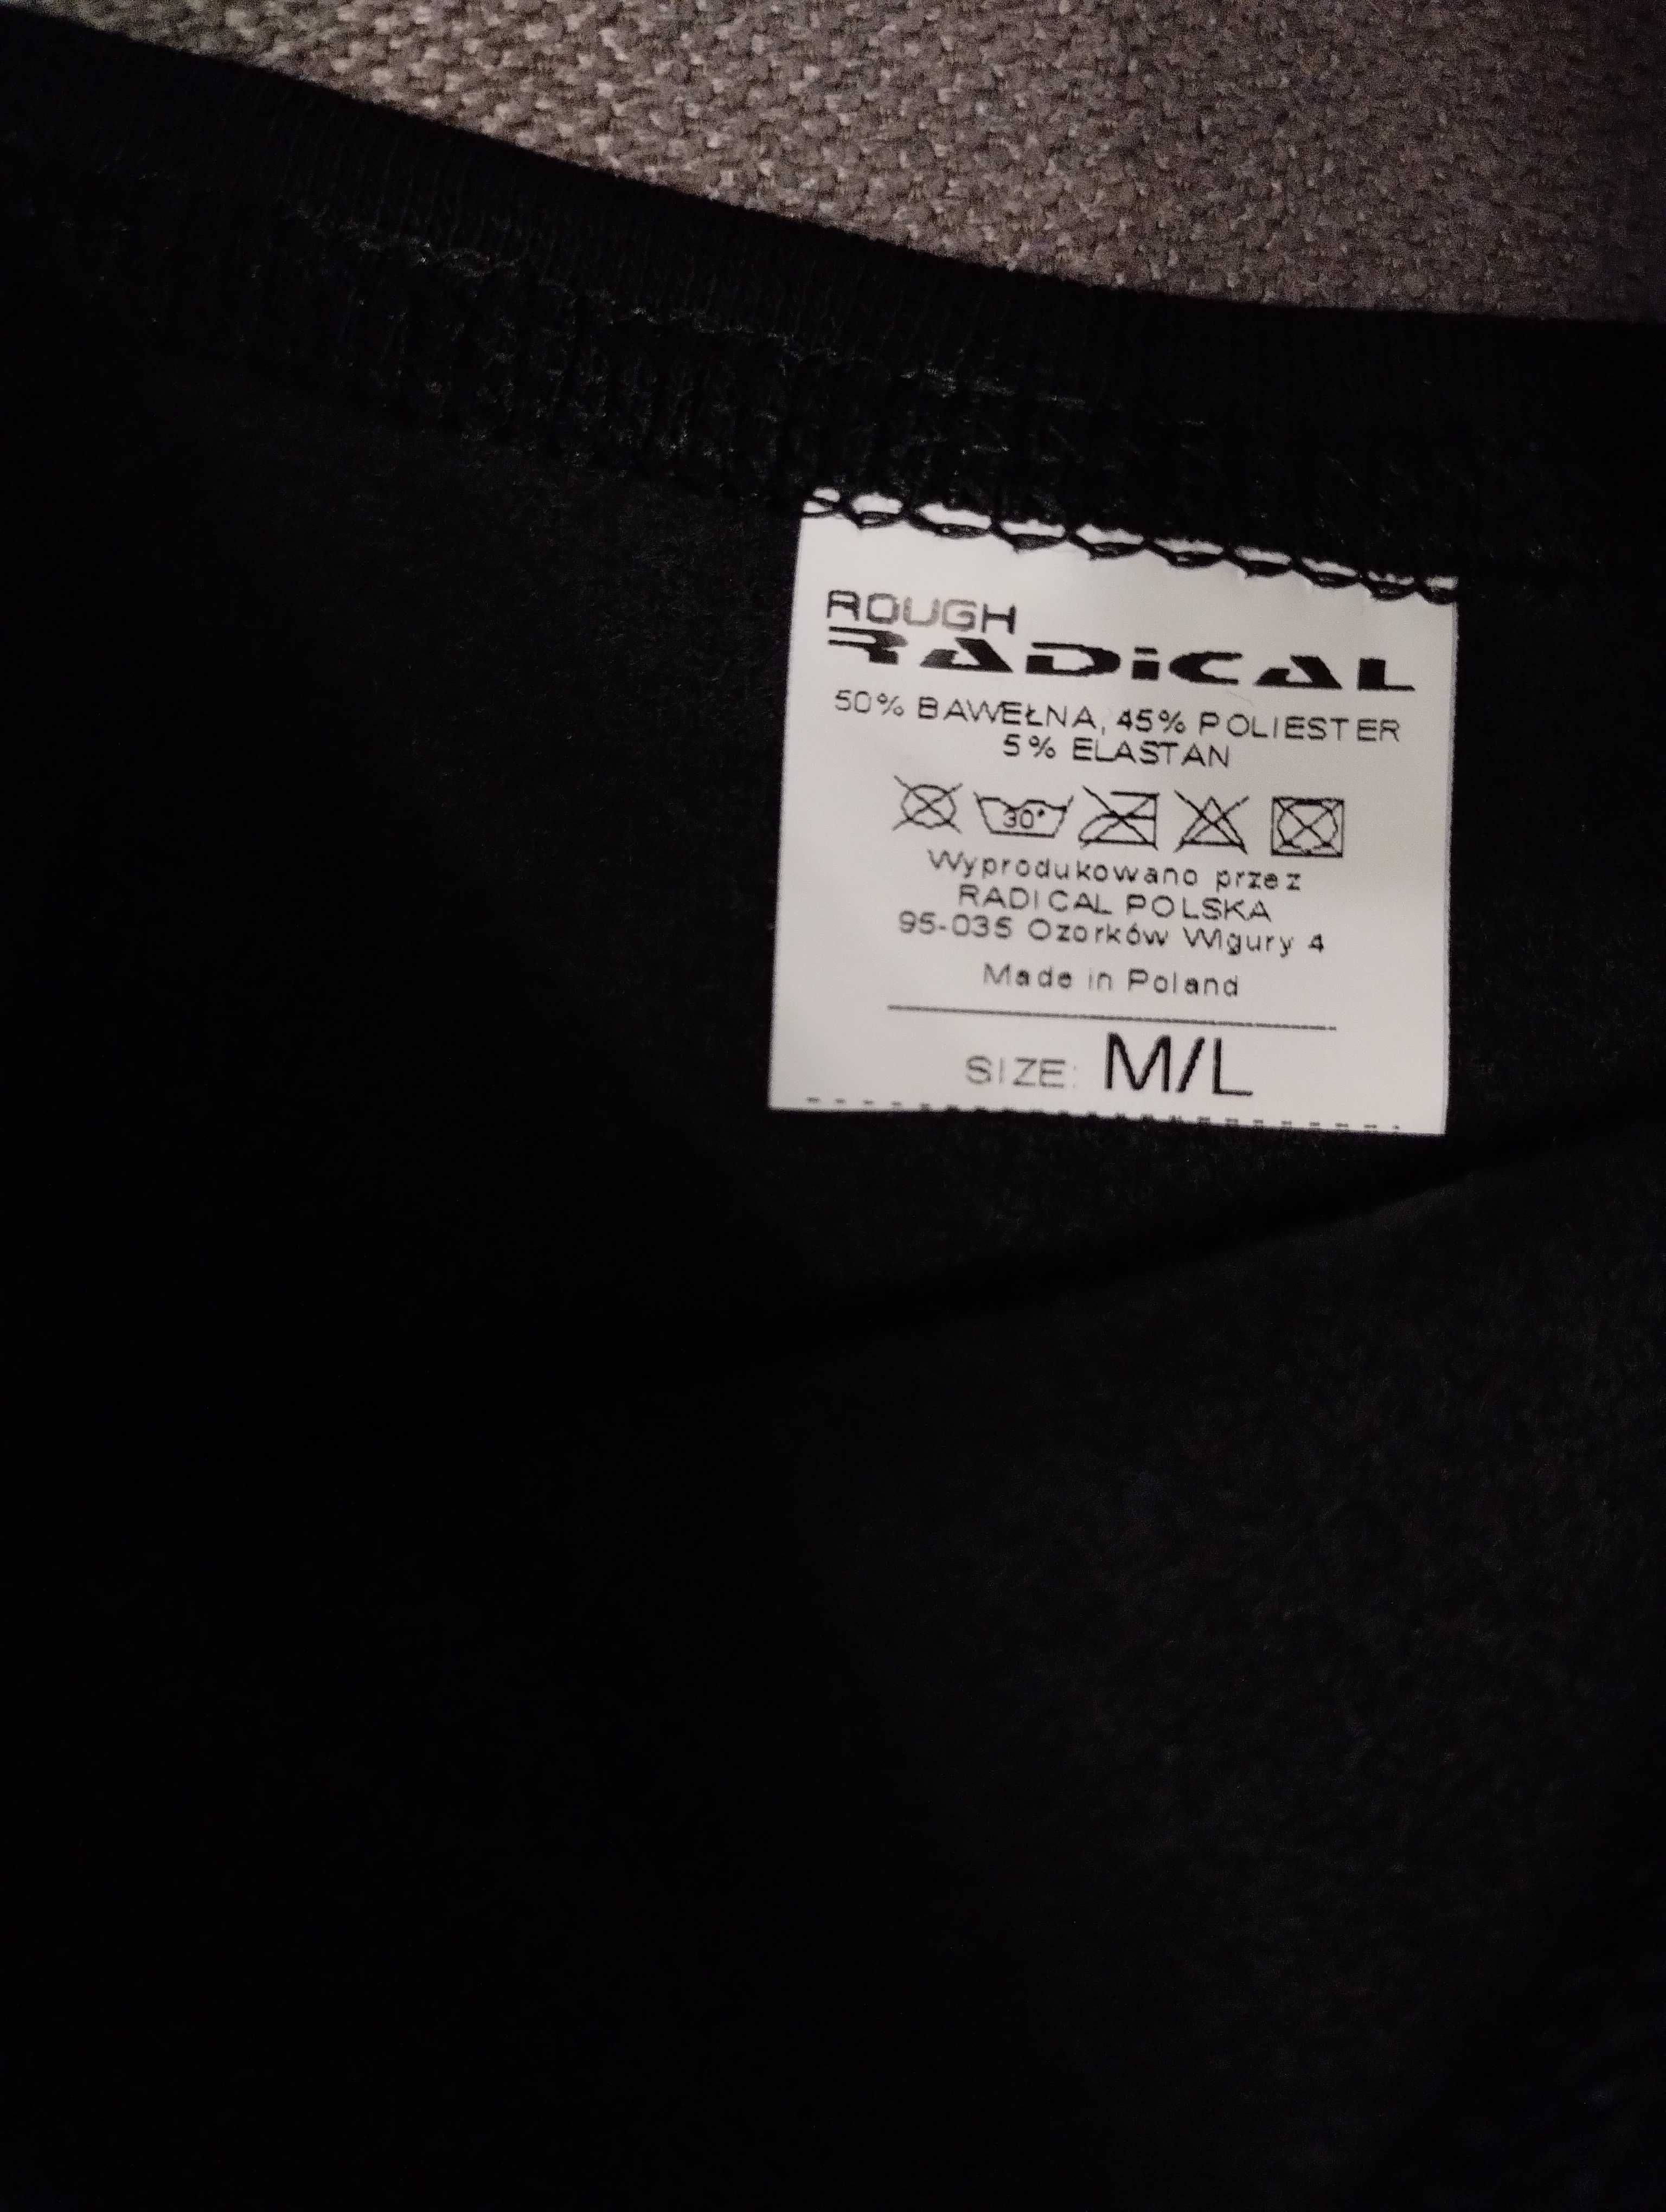 ROUGH
RADICAL
50% BAWEŁNA, 45% POLIESTER
5% ELASTAN
30°
Wyprodukowano przez
RADICAL POLSKA
95-035 Ozorków Wigury 4
Made in Poland
SIZE: M/L